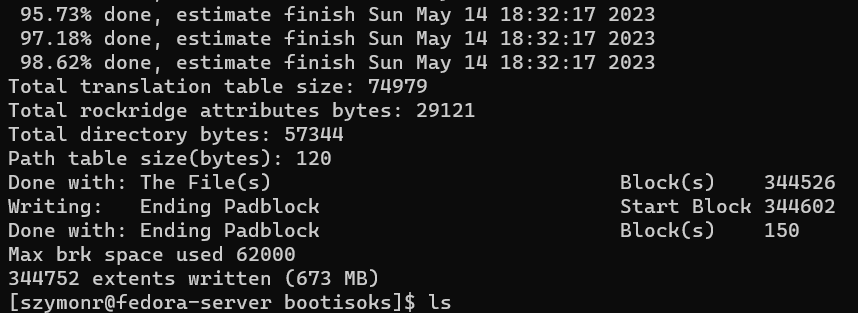 95.73% done, estimate finish Sun May 14 18:32:17 2023
97.18% done, estimate finish Sun May 14 18:32:17 2023
98.62% done, estimate finish Sun May 14 18:32:17 2023
Total translation table size: 74979
Total rockridge attributes bytes: 29121
Total directory bytes: 57344
Path table size(bytes): 120
Done with: The File(s)                             Block(s)    344526
Writing:   Ending Padblock                         Start Block 344602
Done with: Ending Padblock                         Block(s)    150
Max brk space used 62000
344752 extents written (673 MB)
[szymonr@fedora-server bootisoks]$ ls